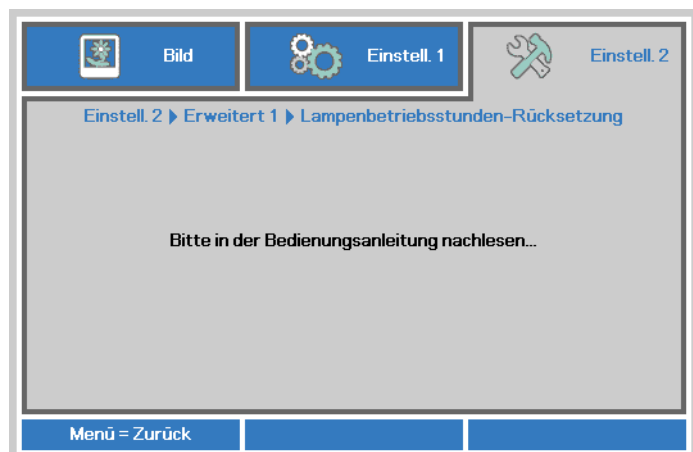 Bild
Einstell. 1
Einstell. 2
Einstell. 2 ▶ Erweitert 1 ▶ Lampenbetriebsstunden-Rücksetzung
Bitte in der Bedienungsanleitung nachlesen...
Menü = Zurück